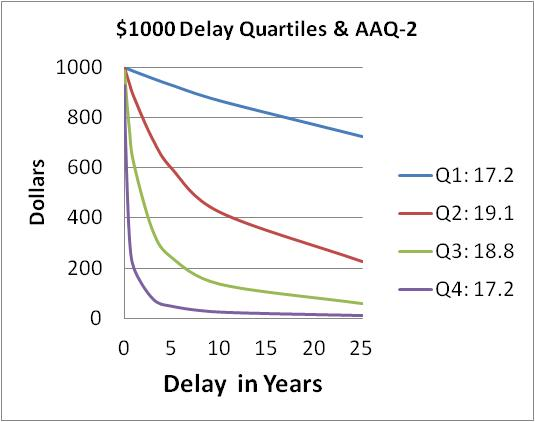 $1000 Delay Quartiles & AAQ-2
1000
800
600
400
200
0
Dollars
0 5 10 15 20 25
Delay in Years
Q1: 17.2
Q2: 19.1
Q3: 18.8
Q4: 17.2